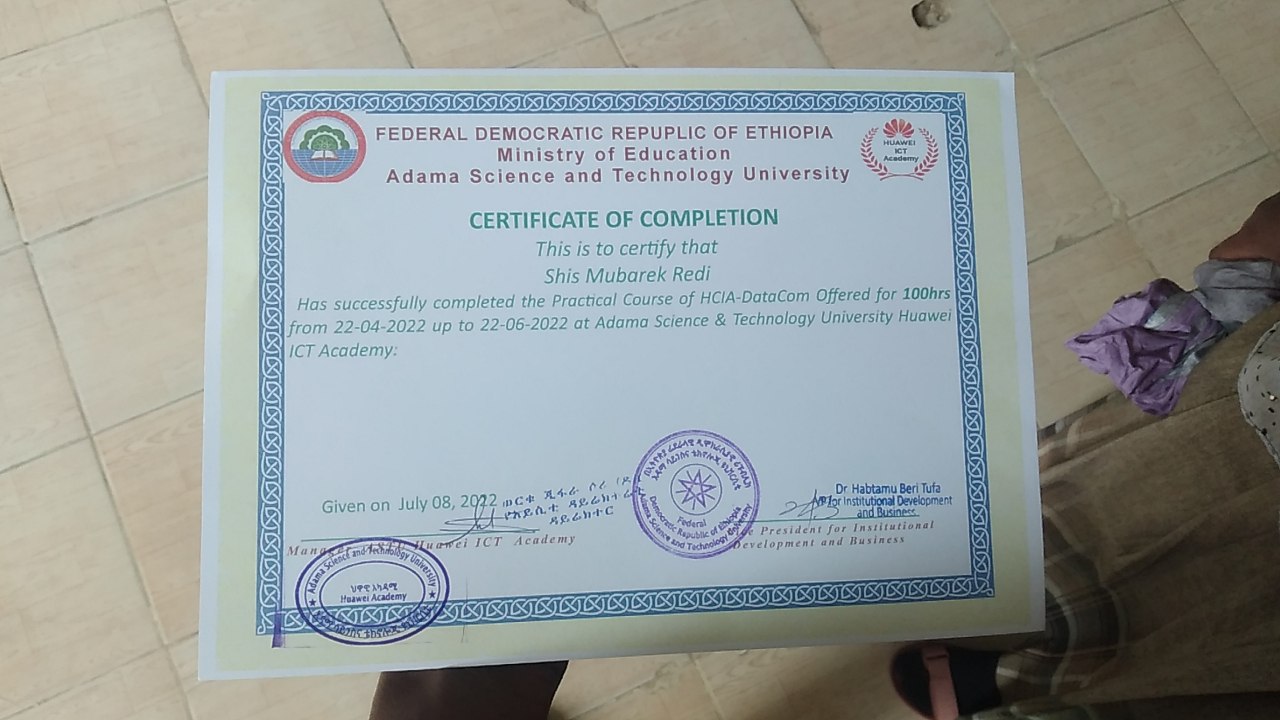 FEDERAL DEMOCRATIC REPUPLIC OF ETHIOPIA
Ministry of Education
Adama Science and Technology University
HUAWEI
ICT
Academy
CERTIFICATE OF COMPLETION
This is to certify that
Shis Mubarek Redi
Has successfully completed the Practical Course of HCIA-DataCom Offered for 100hrs
from 22-04-2022 up to 22-06-2022 at Adama Science & Technology University Huawei
ICT Academy:
Given on July 08, 2022
ዳይሬክተር
Manager ASTU Huawei ICT Academy
Adama Science and Technology University
ህዋዌ አካዳሚ
Huawei Academy
Federal
Democratic Republic of Ethiopia
Adama Science and Technology University
Dr Habtamu Beri Tufa
for Institutional Development
and Business
President for Institutional
Development and Business